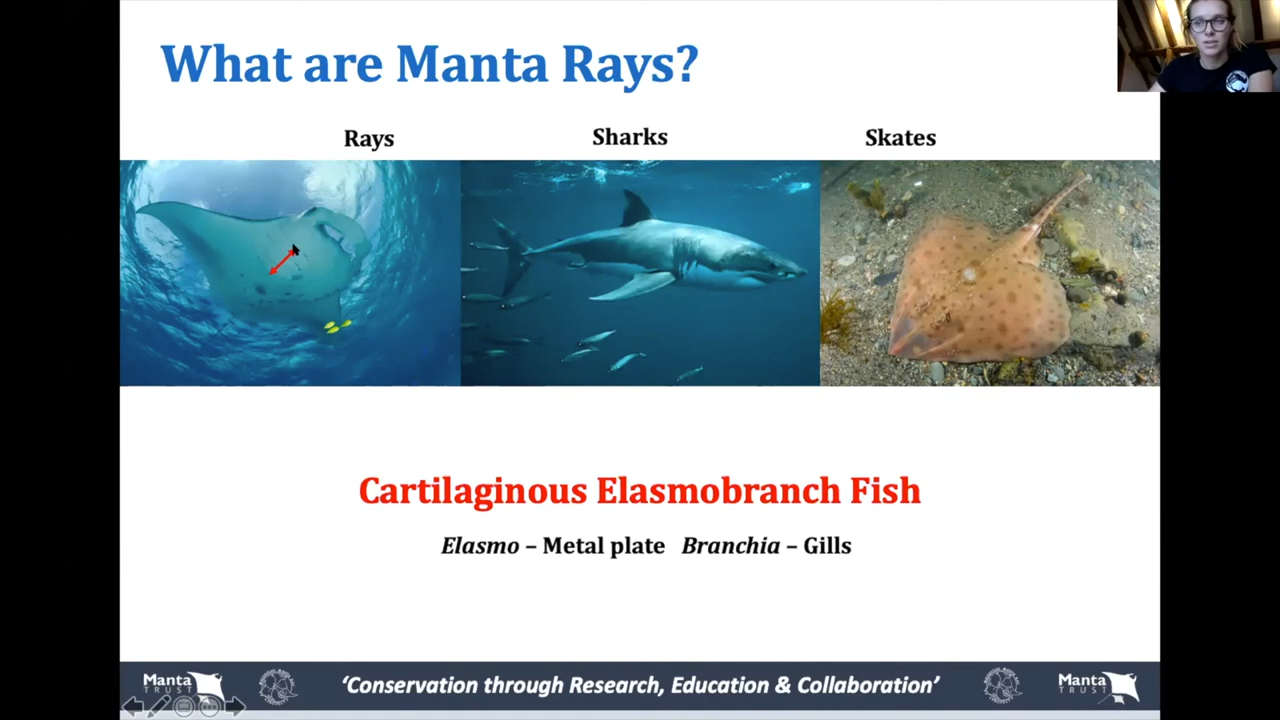 What are Manta Rays?
Rays Sharks Skates
Cartilaginous Elasmobranch Fish
Elasmo – Metal plate Branchia – Gills
Manta
TRUST
‘Conservation through Research, Education & Collaboration’
Manta
TRUST